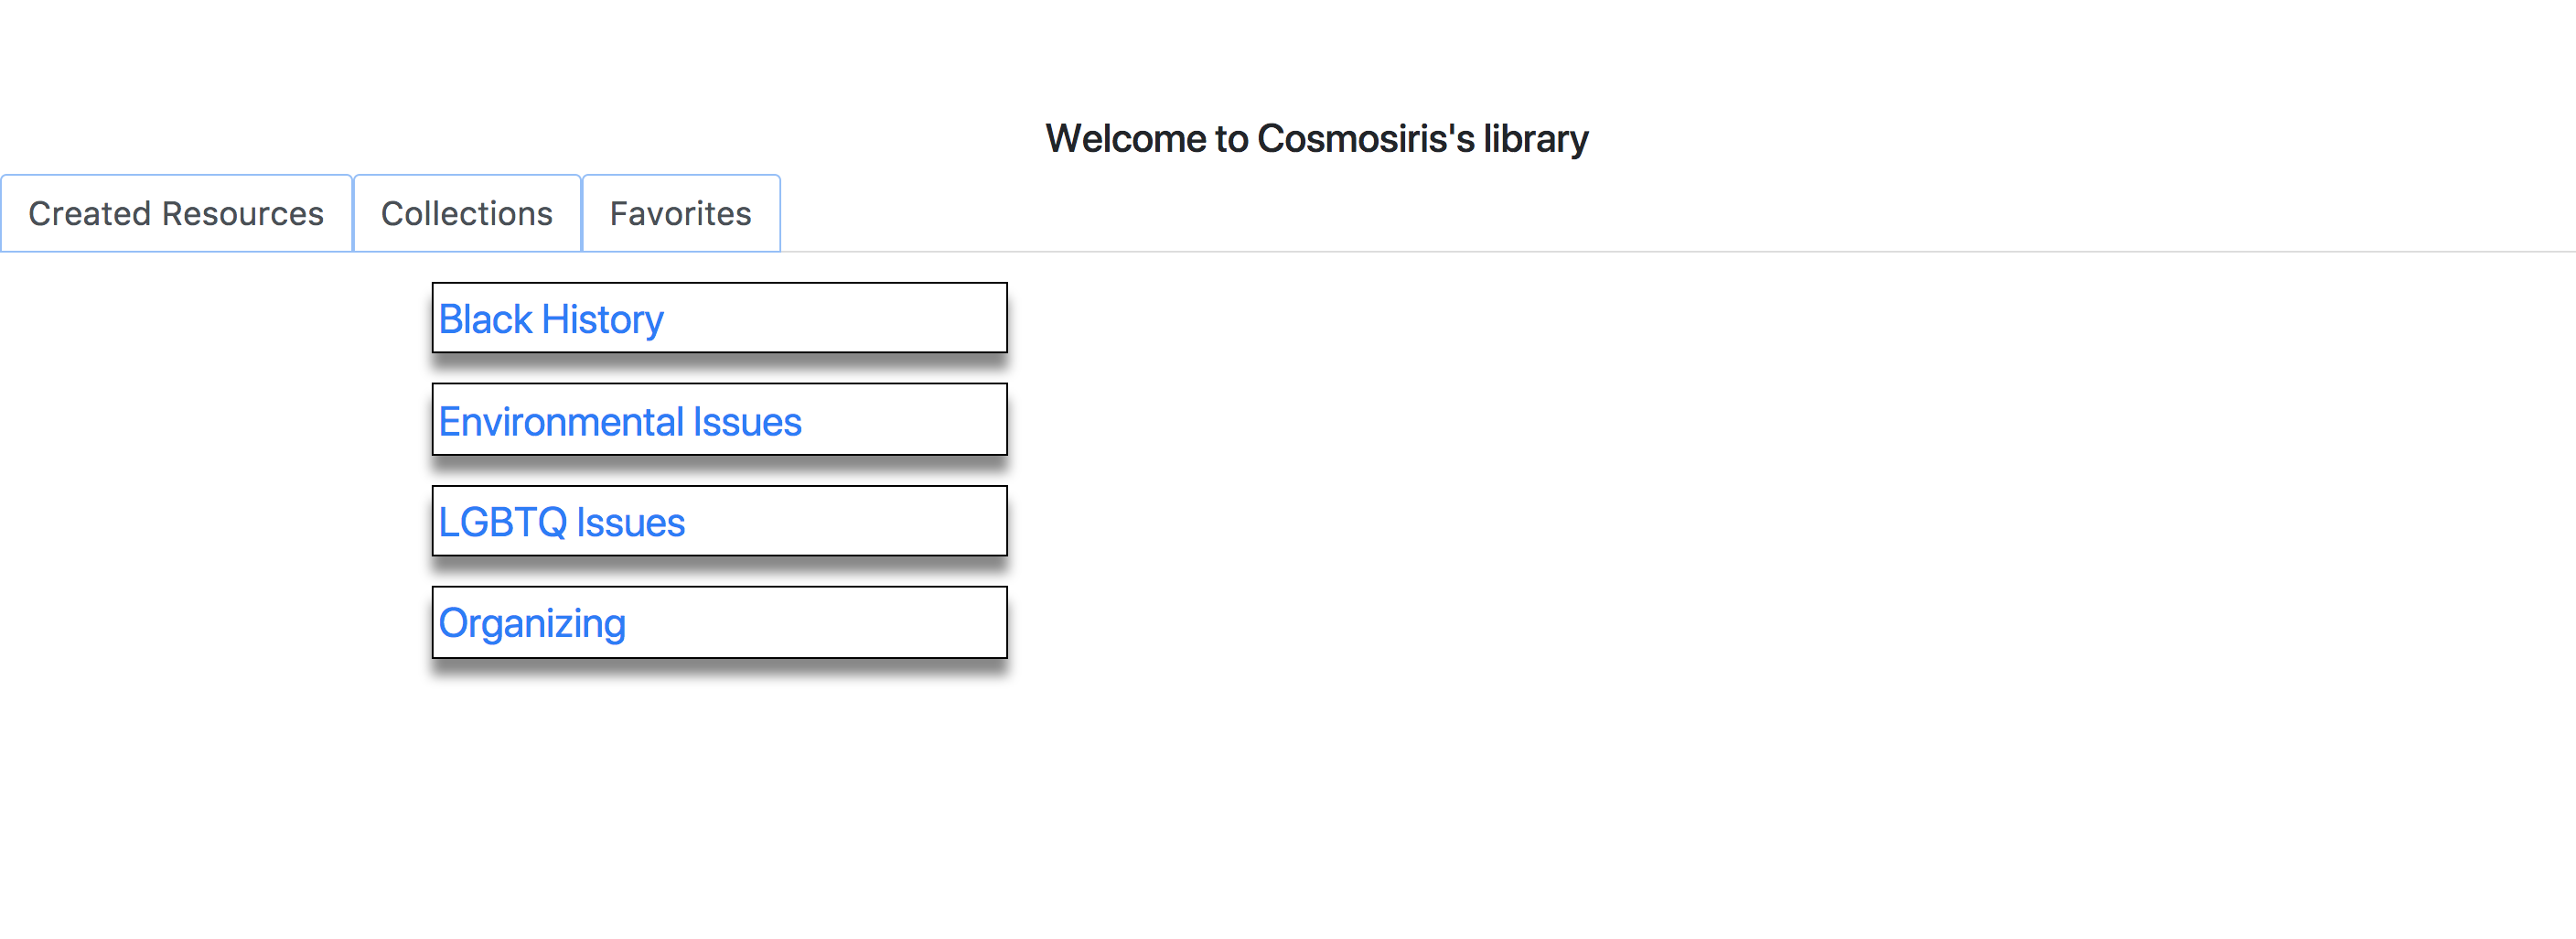 Welcome to Cosmosiris's library
Created Resources Collections Favorites
Black History
Environmental Issues
LGBTQ Issues
Organizing